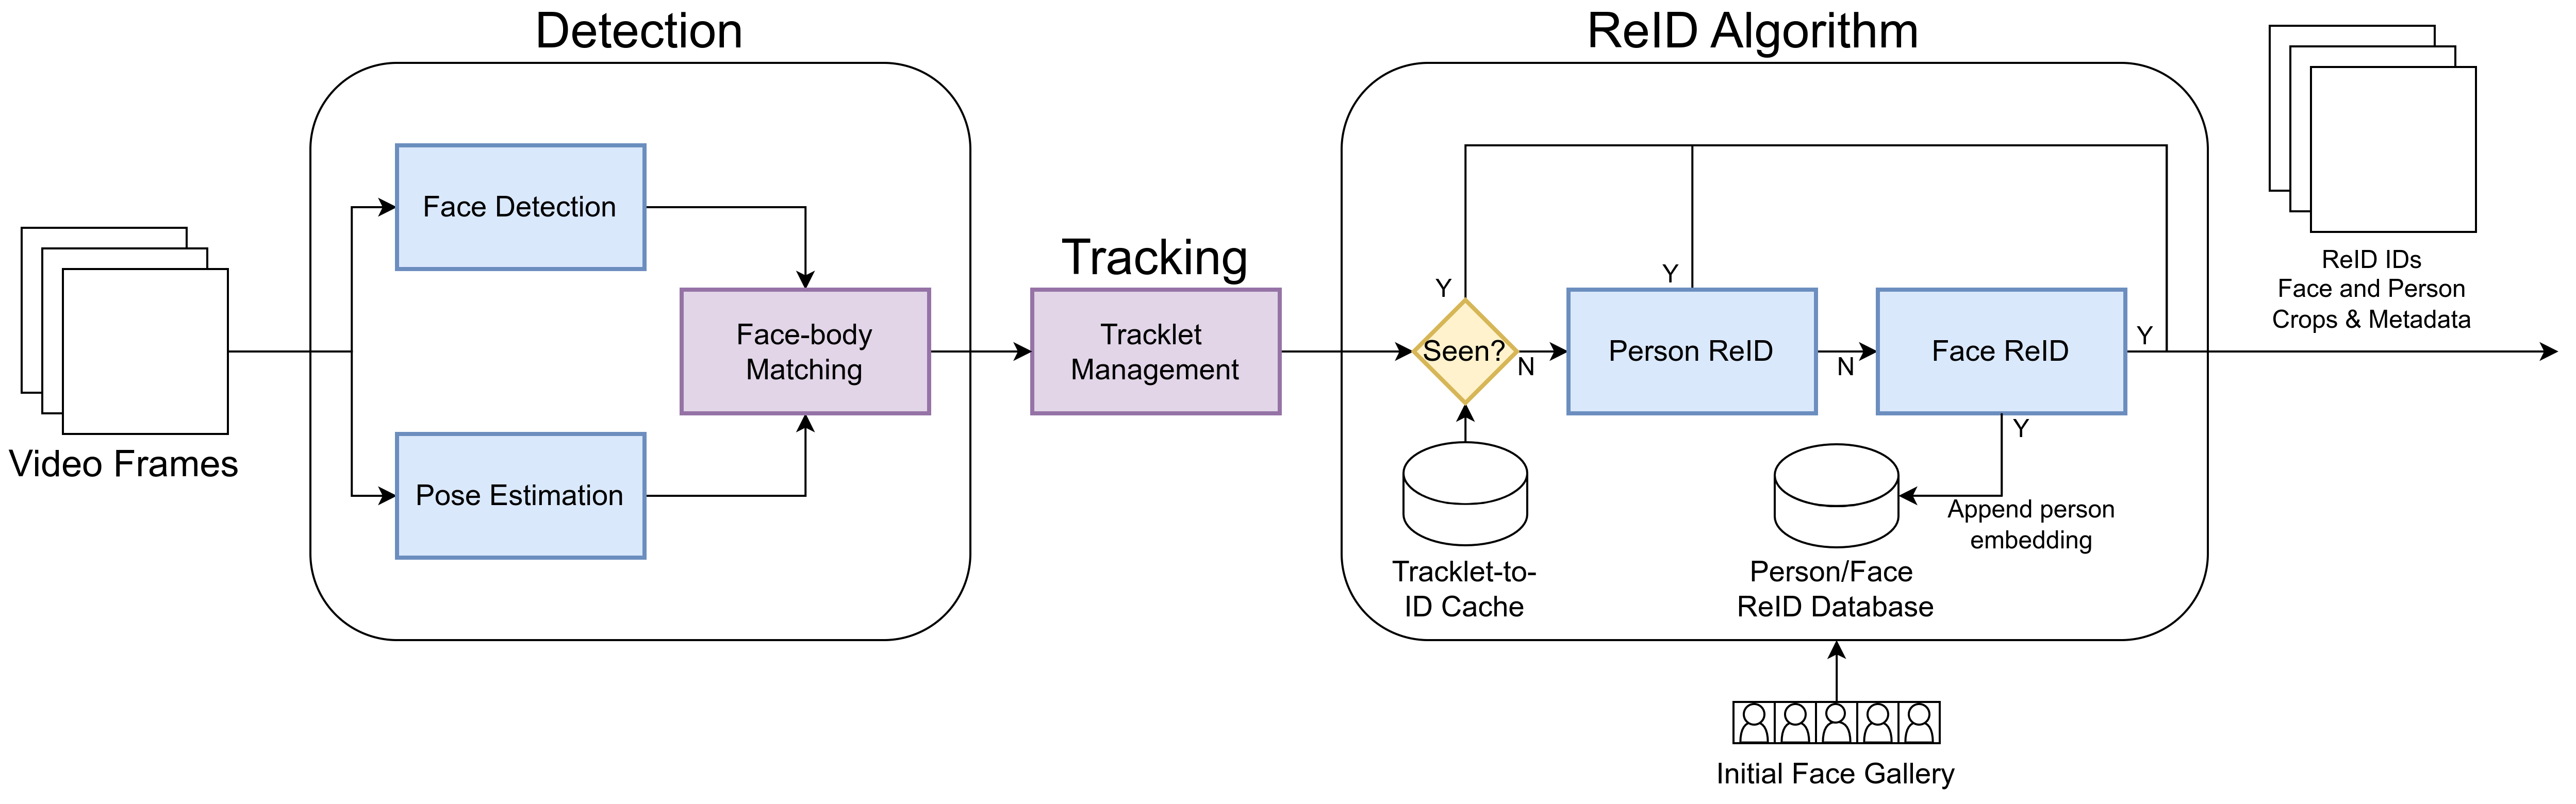 Detection
ReID Algorithm
Face Detection
Pose Estimation
Video Frames
Face-body
Matching
Tracking
Tracklet
Management
Y
Seen?
N
Y
Person ReID
N
Face ReID
Y
Y
Append person
embedding
Tracklet-to-
ID Cache
Person/Face
ReID Database
Initial Face Gallery
ReID IDs
Face and Person
Crops & Metadata